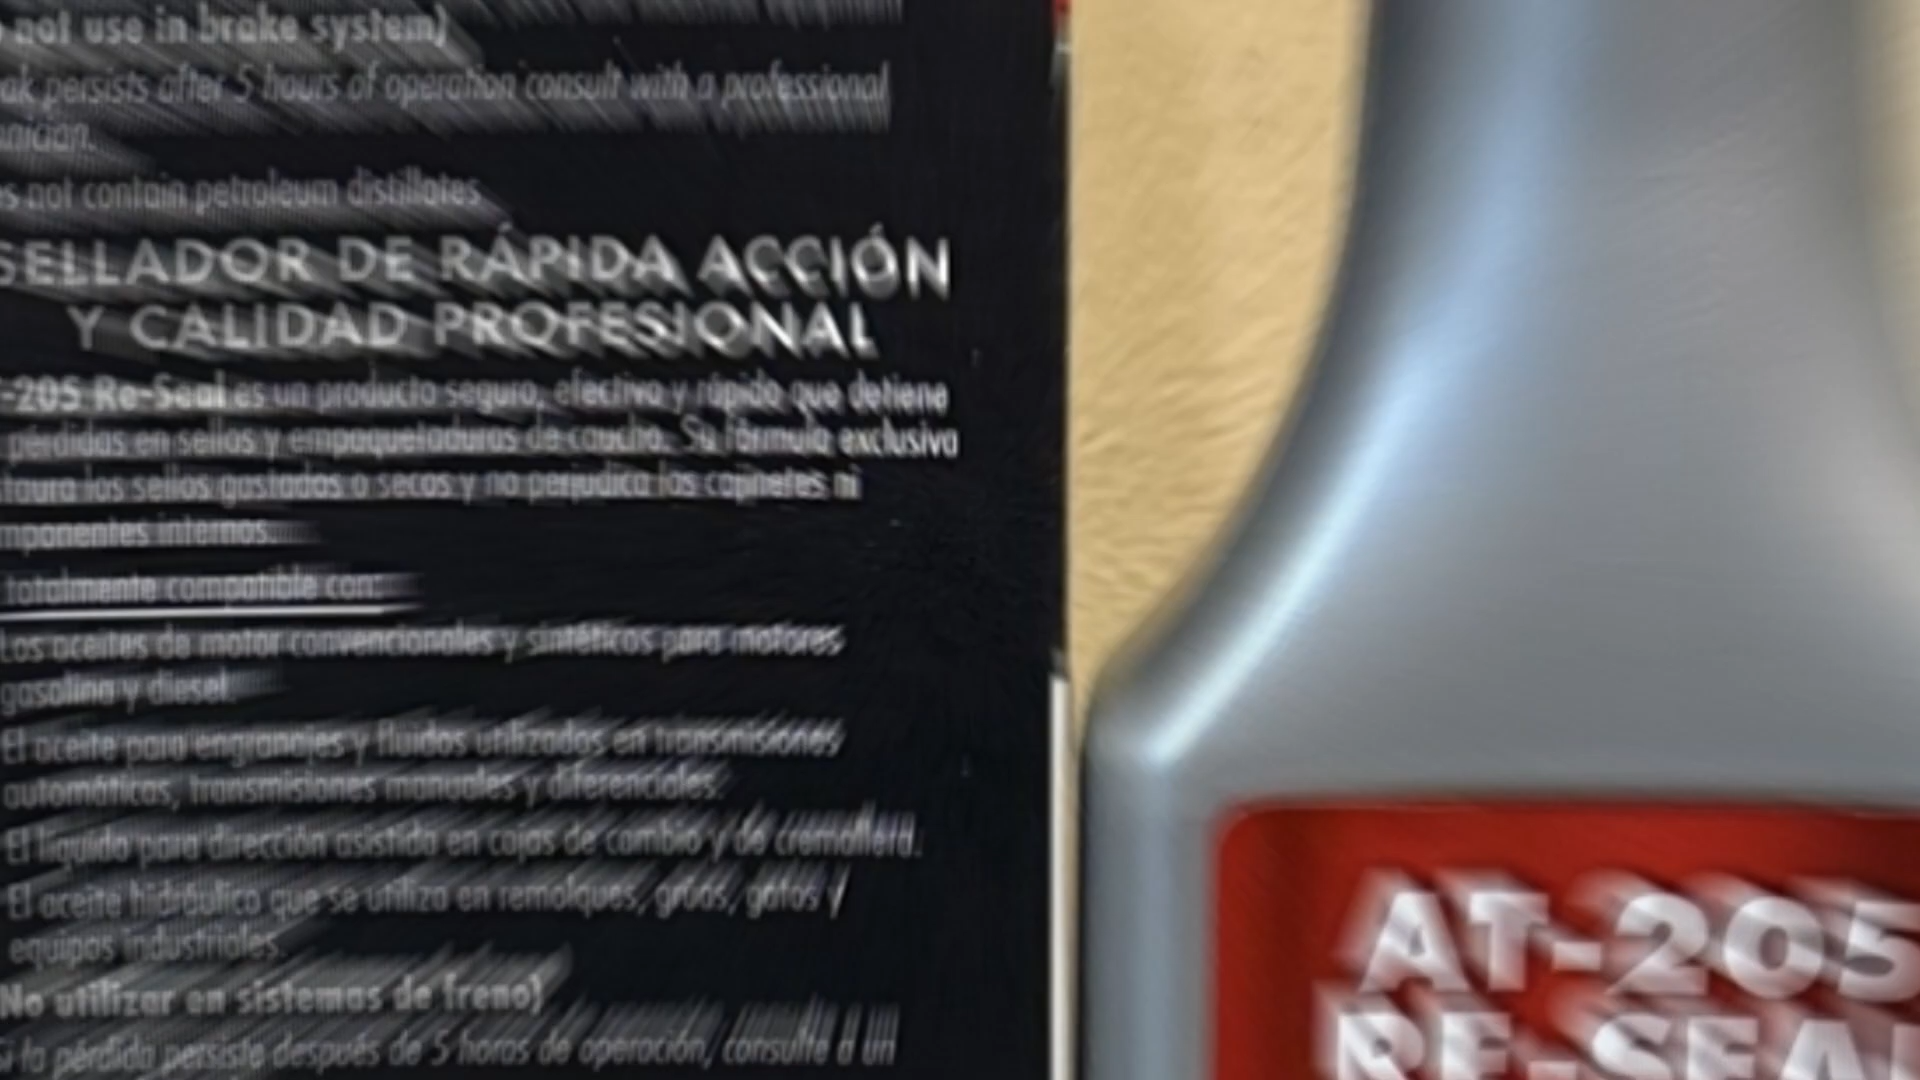 not use in brake system)
persists after 5 hours of operation consult with a professional
not contain petroleum distillates
SELLADOR DE RÁPIDA ACCIÓN
Y CALIDAD PROFESIONAL
-205 Re-Seal es un producto seguro, efectivo y rápido que detiene
pérdidas en sellos y empaquetaduras de caucho. Su fórmula exclusiva
los sellos gastados o secos y no perjudica los cojinetes ni
internos.
totalmente compatible con:
Los aceites de motor convencionales y sintéticos para motores
gasolina y diesel.
El aceite para engranajes y fluidos utilizados en transmisiones
automáticas, transmisiones manuales y diferenciales.
El líquido para dirección asistida en cajas de cambio y de cremallera.
El aceite hidráulico que se utiliza en remolques, grúas, gatos y
equipos industriales.
No utilizar en sistemas de freno)
Si la pérdida persiste después de 5 horas de operación, consulte a un
AT-205
RE-SEAL